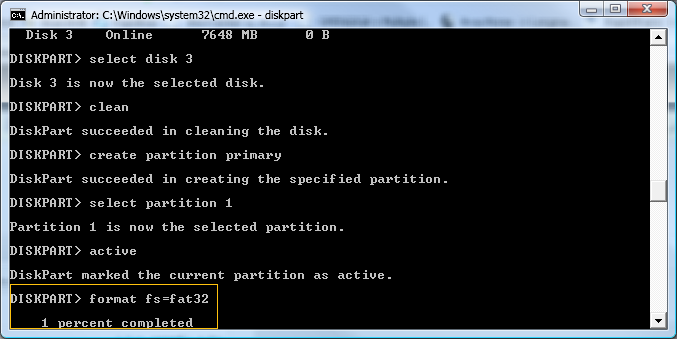 Administrator: C:\Windows\system32\cmd.exe - diskpart
Disk 3    Online    7648 MB    0 B
DISKPART> select disk 3
Disk 3 is now the selected disk.
DISKPART> clean
DiskPart succeeded in cleaning the disk.
DISKPART> create partition primary
DiskPart succeeded in creating the specified partition.
DISKPART> select partition 1
Partition 1 is now the selected partition.
DISKPART> active
DiskPart marked the current partition as active.
DISKPART> format fs=fat32
1 percent completed